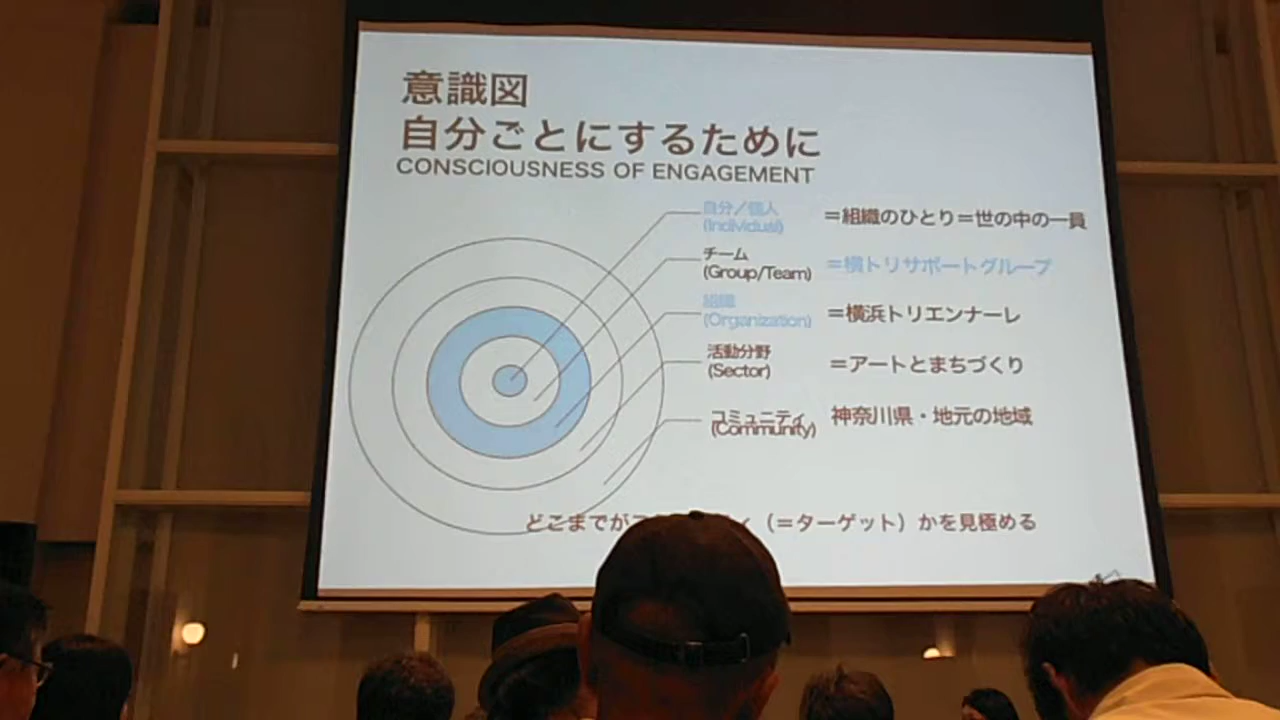 意識図
自分ごとにするために
CONSCIOUSNESS OF ENGAGEMENT
自分／個人
(Individual)
＝組織のひとり＝世の中の一員
チーム
(Group/Team)
＝横トリサポートグループ
組織
(Organization)
＝横浜トリエンナーレ
活動分野
(Sector)
＝アートとまちづくり
コミュニティ
(Community)
神奈川県・地元の地域
どこまでが （＝ターゲット）かを見極める